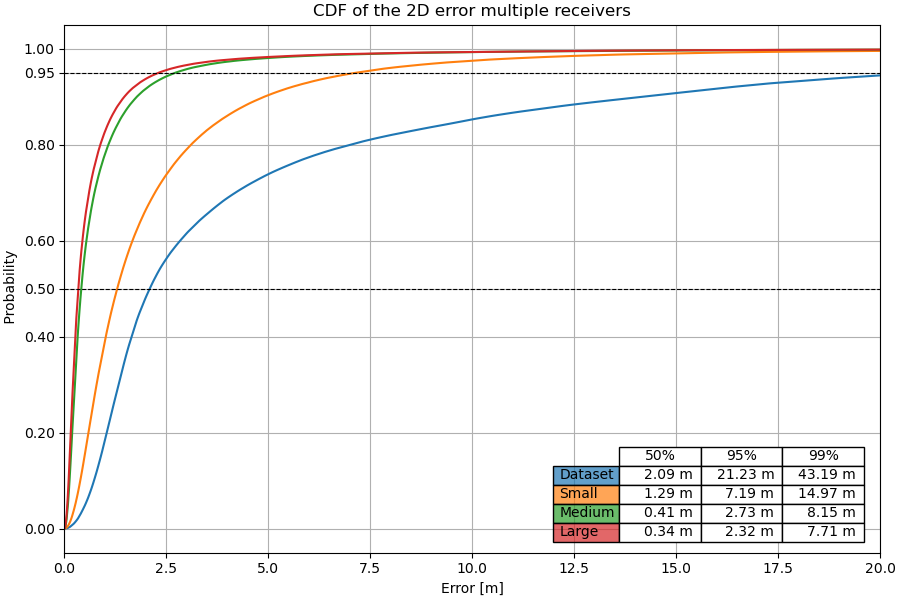 CDF of the 2D error multiple receivers
Probability
1.00
0.95
0.80
0.60
0.50
0.40
0.20
0.00
50% 95% 99%
Dataset 2.09 m 21.23 m 43.19 m
Small 1.29 m 7.19 m 14.97 m
Medium 0.41 m 2.73 m 8.15 m
Large 0.34 m 2.32 m 7.71 m
0.0 2.5 5.0 7.5 10.0 12.5 15.0 17.5 20.0
Error [m]